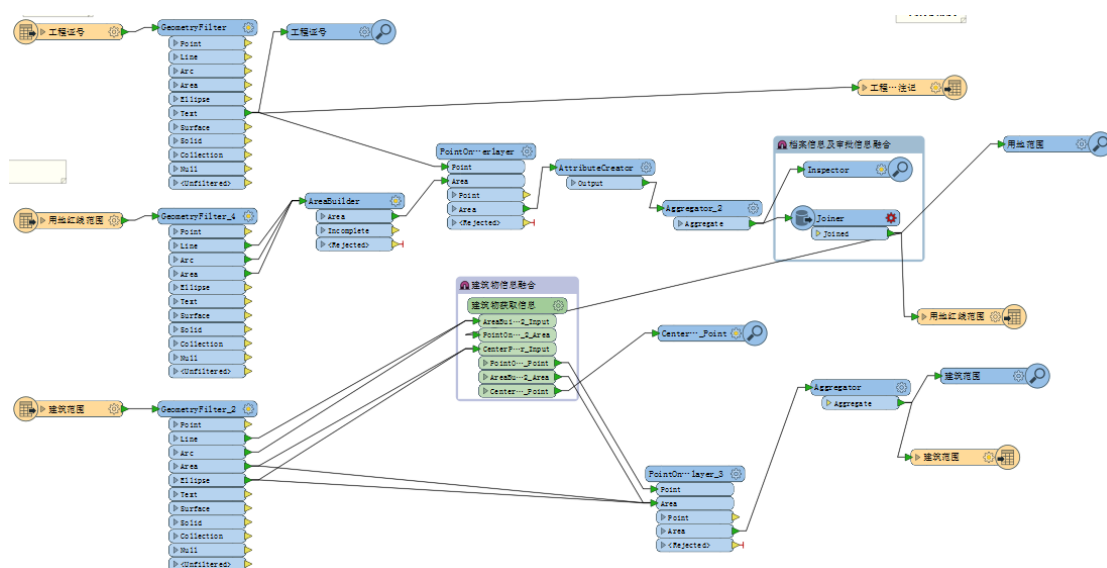 工程证号
GeometryFilter
Point
Line
Arc
Area
Ellipse
Text
Surface
Solid
Collection
Null
<Unfiltered>
工程证号
工程…注记
用地红线范围
GeometryFilter_4
Point
Line
Arc
Area
Ellipse
Text
Surface
Solid
Collection
Null
<Unfiltered>
AreaBuilder
Area
Incomplete
<Rejected>
PointOn…erlayer
Point
Area
Point
Area
<Rejected>
AttributeCreator
Output
Aggregator_2
Aggregate
档案信息及审批信息融合
Inspector
Joiner
Joined
用地范围
用地红线范围
建筑物信息融合
建筑物获取信息
AreaBui…2_Input
PointOn…_2_Area
CenterP…r_Input
PointO…_Point
AreaBu…2_Area
Center…_Point
Center…_Point
建筑范围
GeometryFilter_2
Point
Line
Arc
Area
Ellipse
Text
Surface
Solid
Collection
Null
<Unfiltered>
PointOn…layer_3
Point
Area
Point
Area
<Rejected>
Aggregator
Aggregate
建筑范围
建筑范围